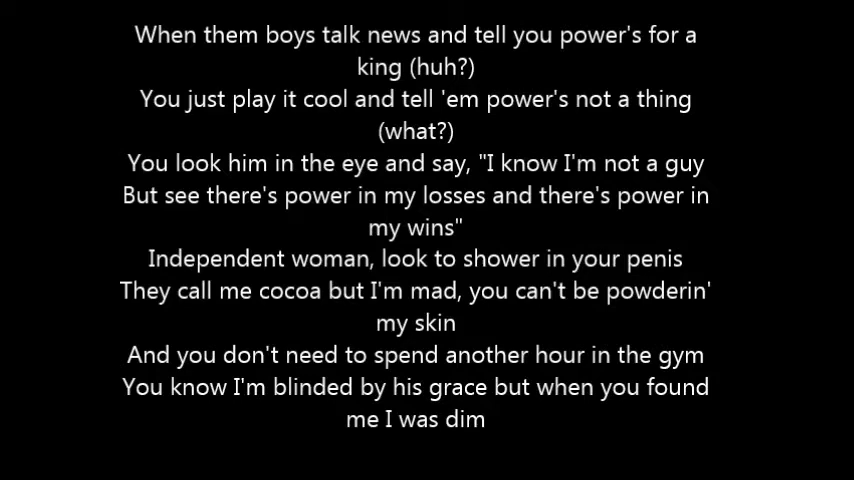 When them boys talk news and tell you power's for a
king (huh?)
You just play it cool and tell 'em power's not a thing
(what?)
You look him in the eye and say, "I know I'm not a guy
But see there's power in my losses and there's power in
my wins"
Independent woman, look to shower in your penis
They call me cocoa but I'm mad, you can't be powderin'
my skin
And you don't need to spend another hour in the gym
You know I'm blinded by his grace but when you found
me I was dim